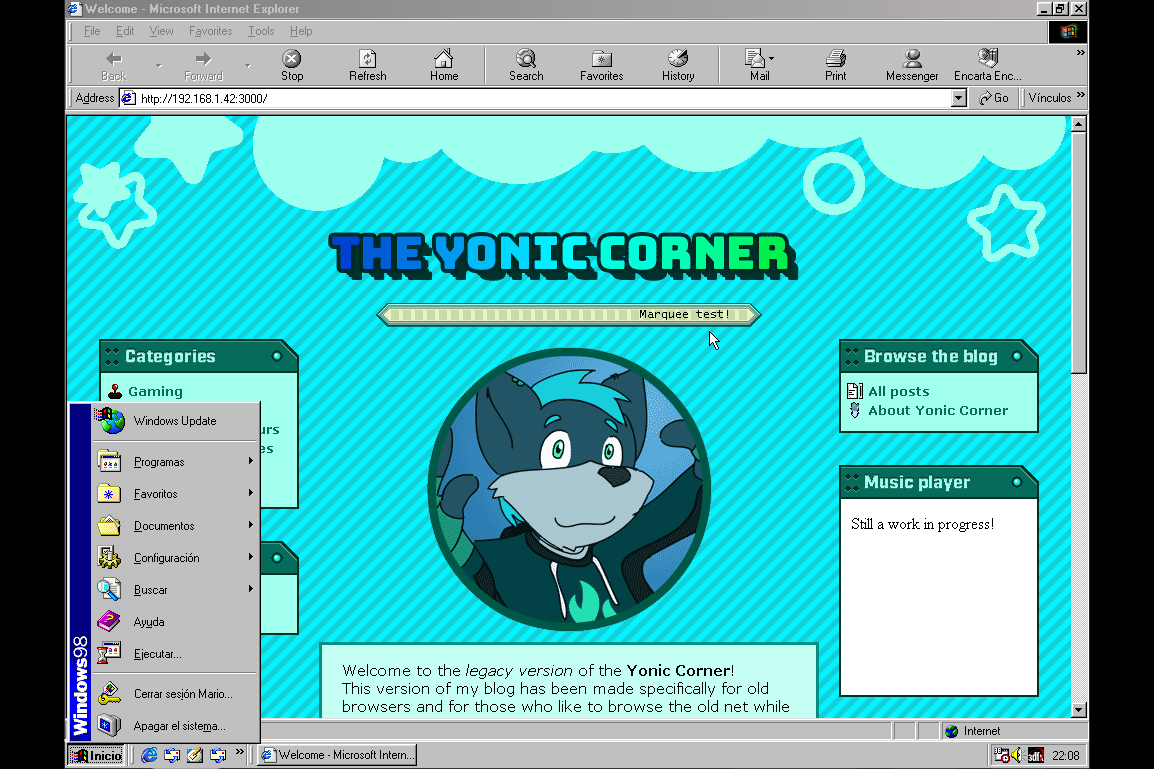 Welcome - Microsoft Internet Explorer
File Edit View Favorites Tools Help
Back Forward Stop Refresh Home Search Favorites History Mail Print Messenger Encarta Enc...
Address http://192.168.1.42:3000/ Go Vínculos
THE YONIC CORNER
Marquee test!
Categories
Gaming
urs
es
Browse the blog
All posts
About Yonic Corner
Music player
Still a work in progress!
Welcome to the legacy version of the Yonic Corner!
This version of my blog has been made specifically for old
browsers and for those who like to browse the old net while
Windows98
Windows Update
Programas
Favoritos
Documentos
Configuración
Buscar
Ayuda
Ejecutar...
Cerrar sesión Mario...
Apagar el sistema...
Internet
Inicio
Welcome - Microsoft Intern...
sdf
22:08